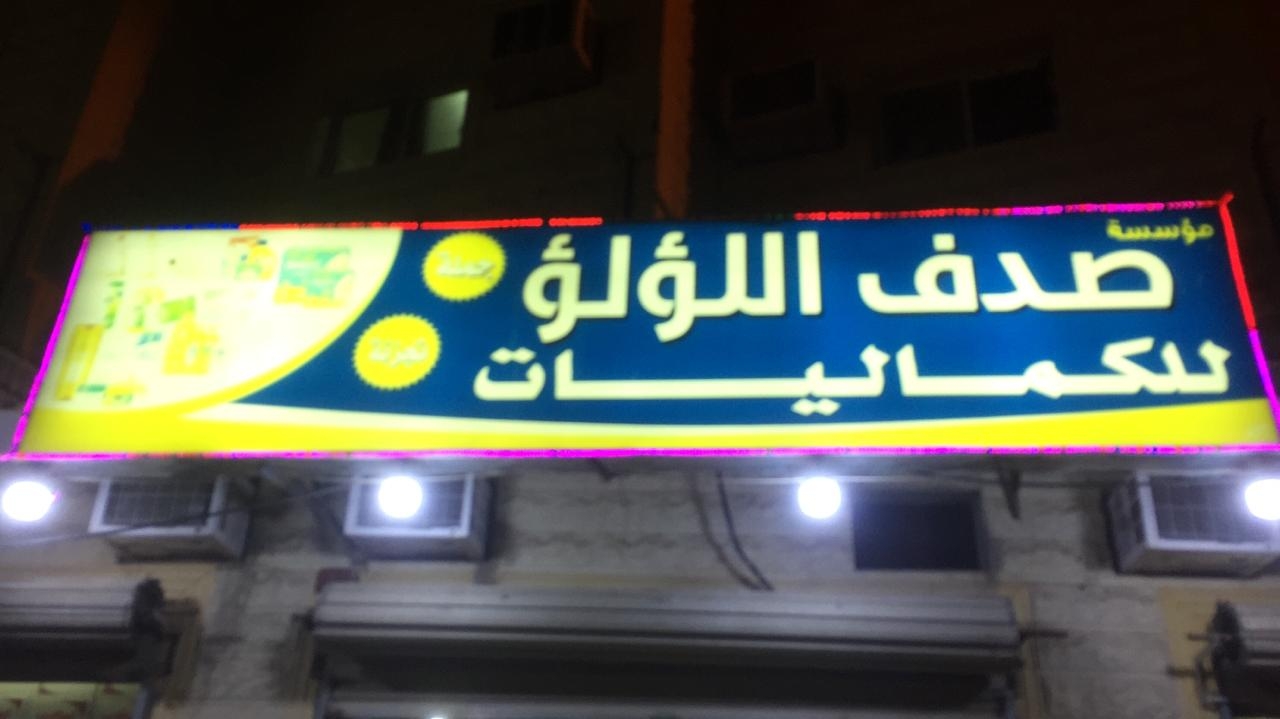 مؤسسة
صدف اللؤلؤ
للكماليات
جملة
تجزئة